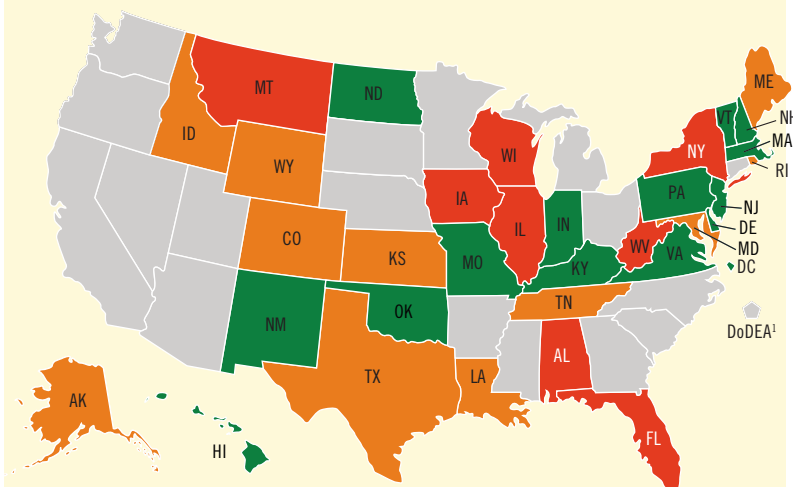 ME
MT
ND
VT
NH
ID
WI
NY
MA
WY
RI
IA
PA
NJ
IL
IN
CO
DE
KS
WV
MD
MO
VA
KY
DC
TN
OK
NM
DoDEA¹
AL
TX
LA
AK
FL
HI